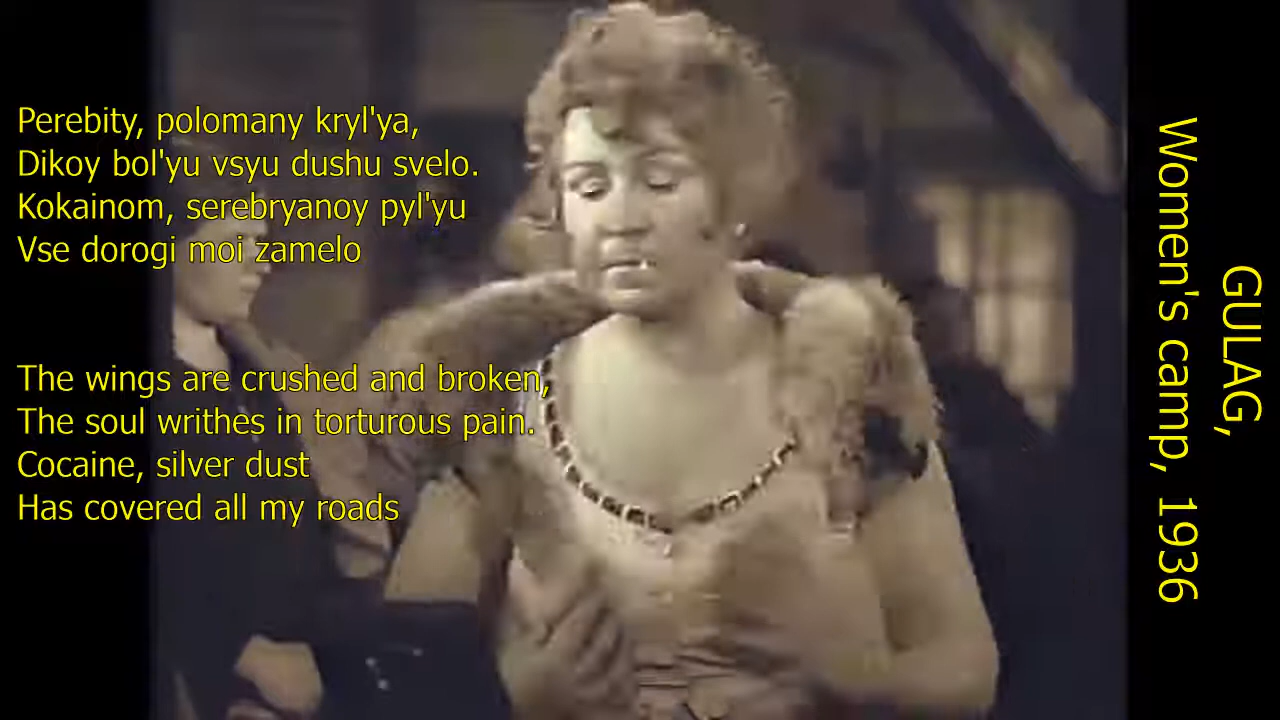 Perebity, polomany kryl'ya,
Dikoy bol'yu vsyu dushu svelo.
Kokainom, serebryanoy pyl'yu
Vse dorogi moi zamelo
The wings are crushed and broken,
The soul writhes in torturous pain.
Cocaine, silver dust
Has covered all my roads
GULAG,
Women's camp, 1936